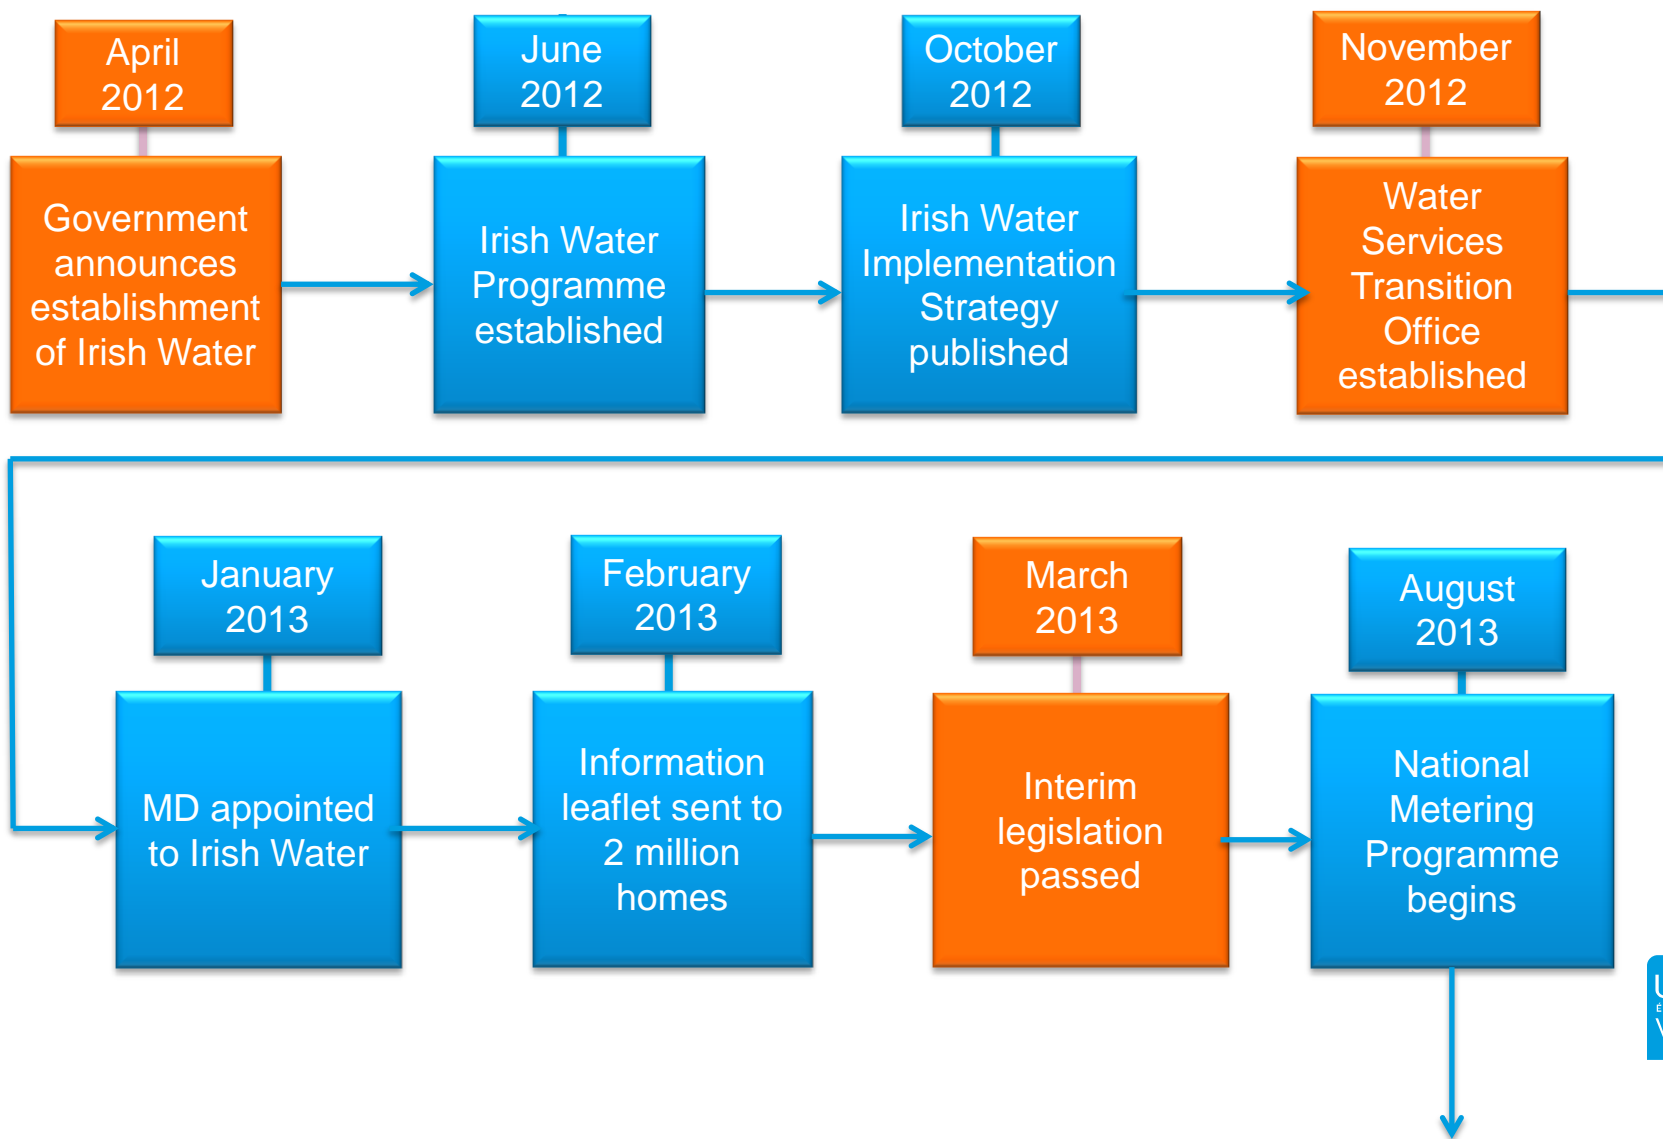 April
2012
June
2012
October
2012
November
2012
Government
announces
establishment
of Irish Water
Irish Water
Programme
established
Irish Water
Implementation
Strategy
published
Water
Services
Transition
Office
established
January
2013
February
2013
March
2013
August
2013
MD appointed
to Irish Water
Information
leaflet sent to
2 million
homes
Interim
legislation
passed
National
Metering
Programme
begins